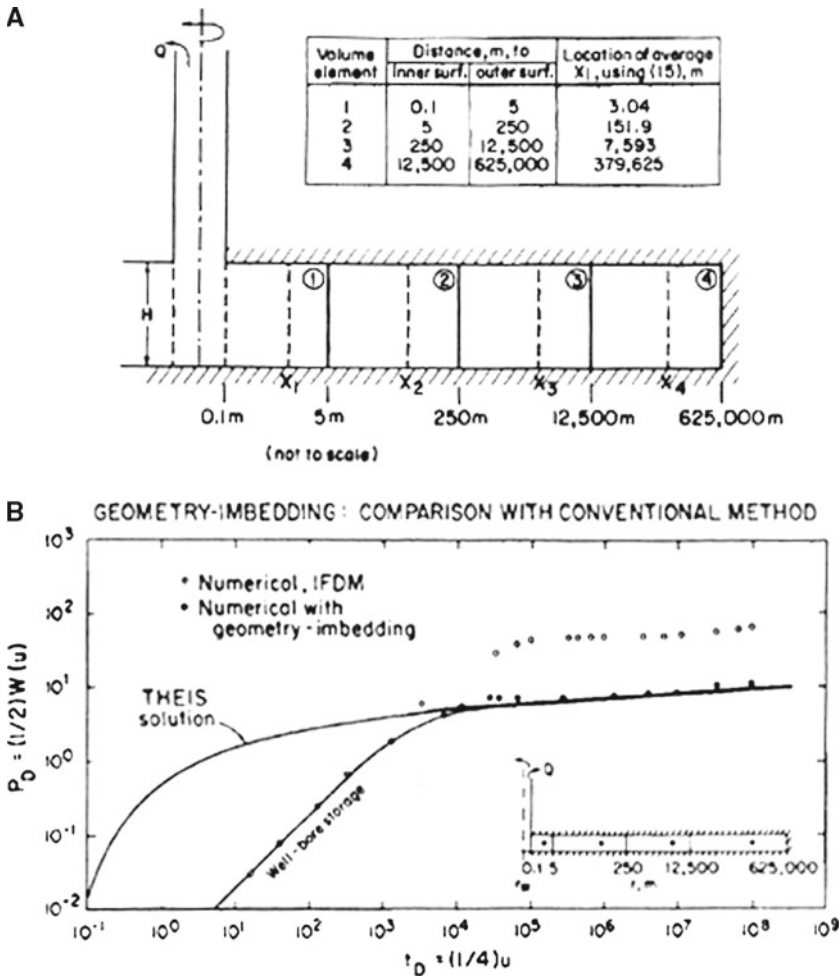 A
Q
Volume element
Distance, m, to
inner surf. outer surf.
Location of average X1, using (15), m
1 0.1 5 3.04
2 5 250 151.9
3 250 12,500 7,593
4 12,500 625,000 379,625
H
1 2 3 4
X1 X2 X3 X4
0.1m 5m 250m 12,500m 625,000m
(not to scale)
B
GEOMETRY-IMBEDDING: COMPARISON WITH CONVENTIONAL METHOD
10³
10²
10¹
10⁰
10⁻¹
10⁻²
P_D = (1/2)W(u)
Numerical, IFDM
Numerical with
geometry-imbedding
THEIS
solution
Well-bore storage
Q
0.1 5 250 12,500 625,000
r_w r, m
10⁻¹ 10⁰ 10¹ 10² 10³ 10⁴ 10⁵ 10⁶ 10⁷ 10⁸ 10⁹
t_D = (1/4)u